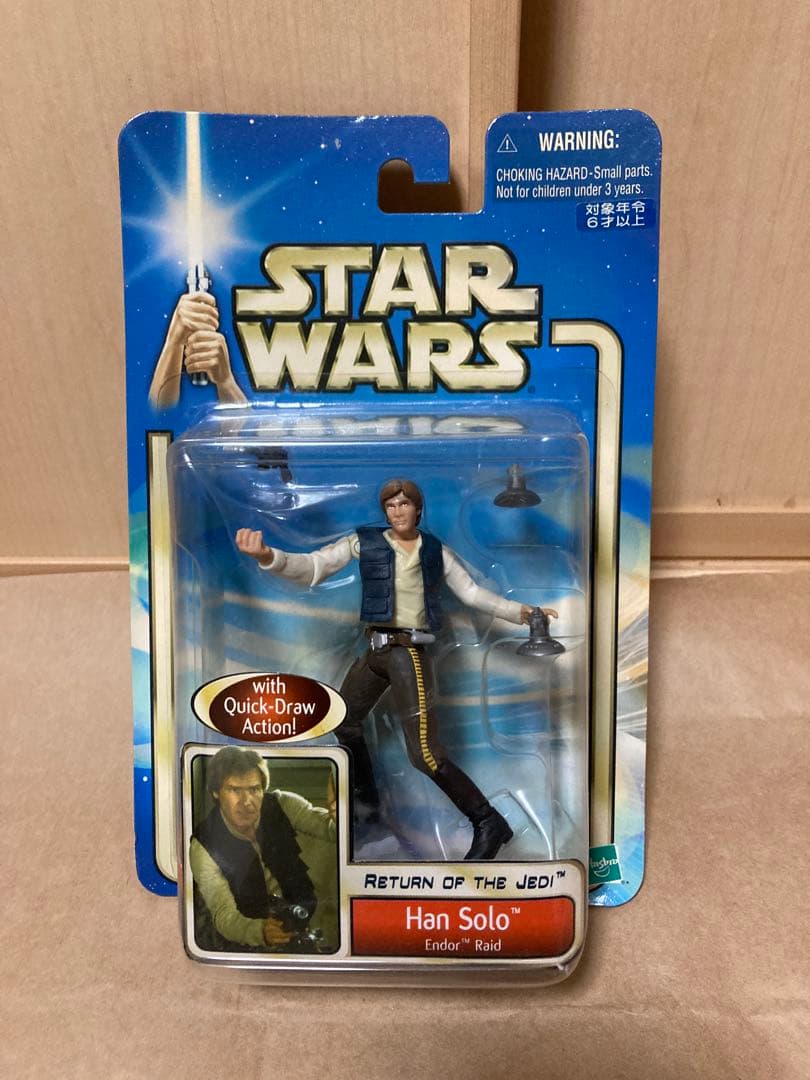 WARNING:
CHOKING HAZARD-Small parts.
Not for children under 3 years.
対象年令
6才以上
STAR
WARS
with
Quick-Draw
Action!
RETURN OF THE JEDI™
Han Solo™
Endor™ Raid
Hasbro